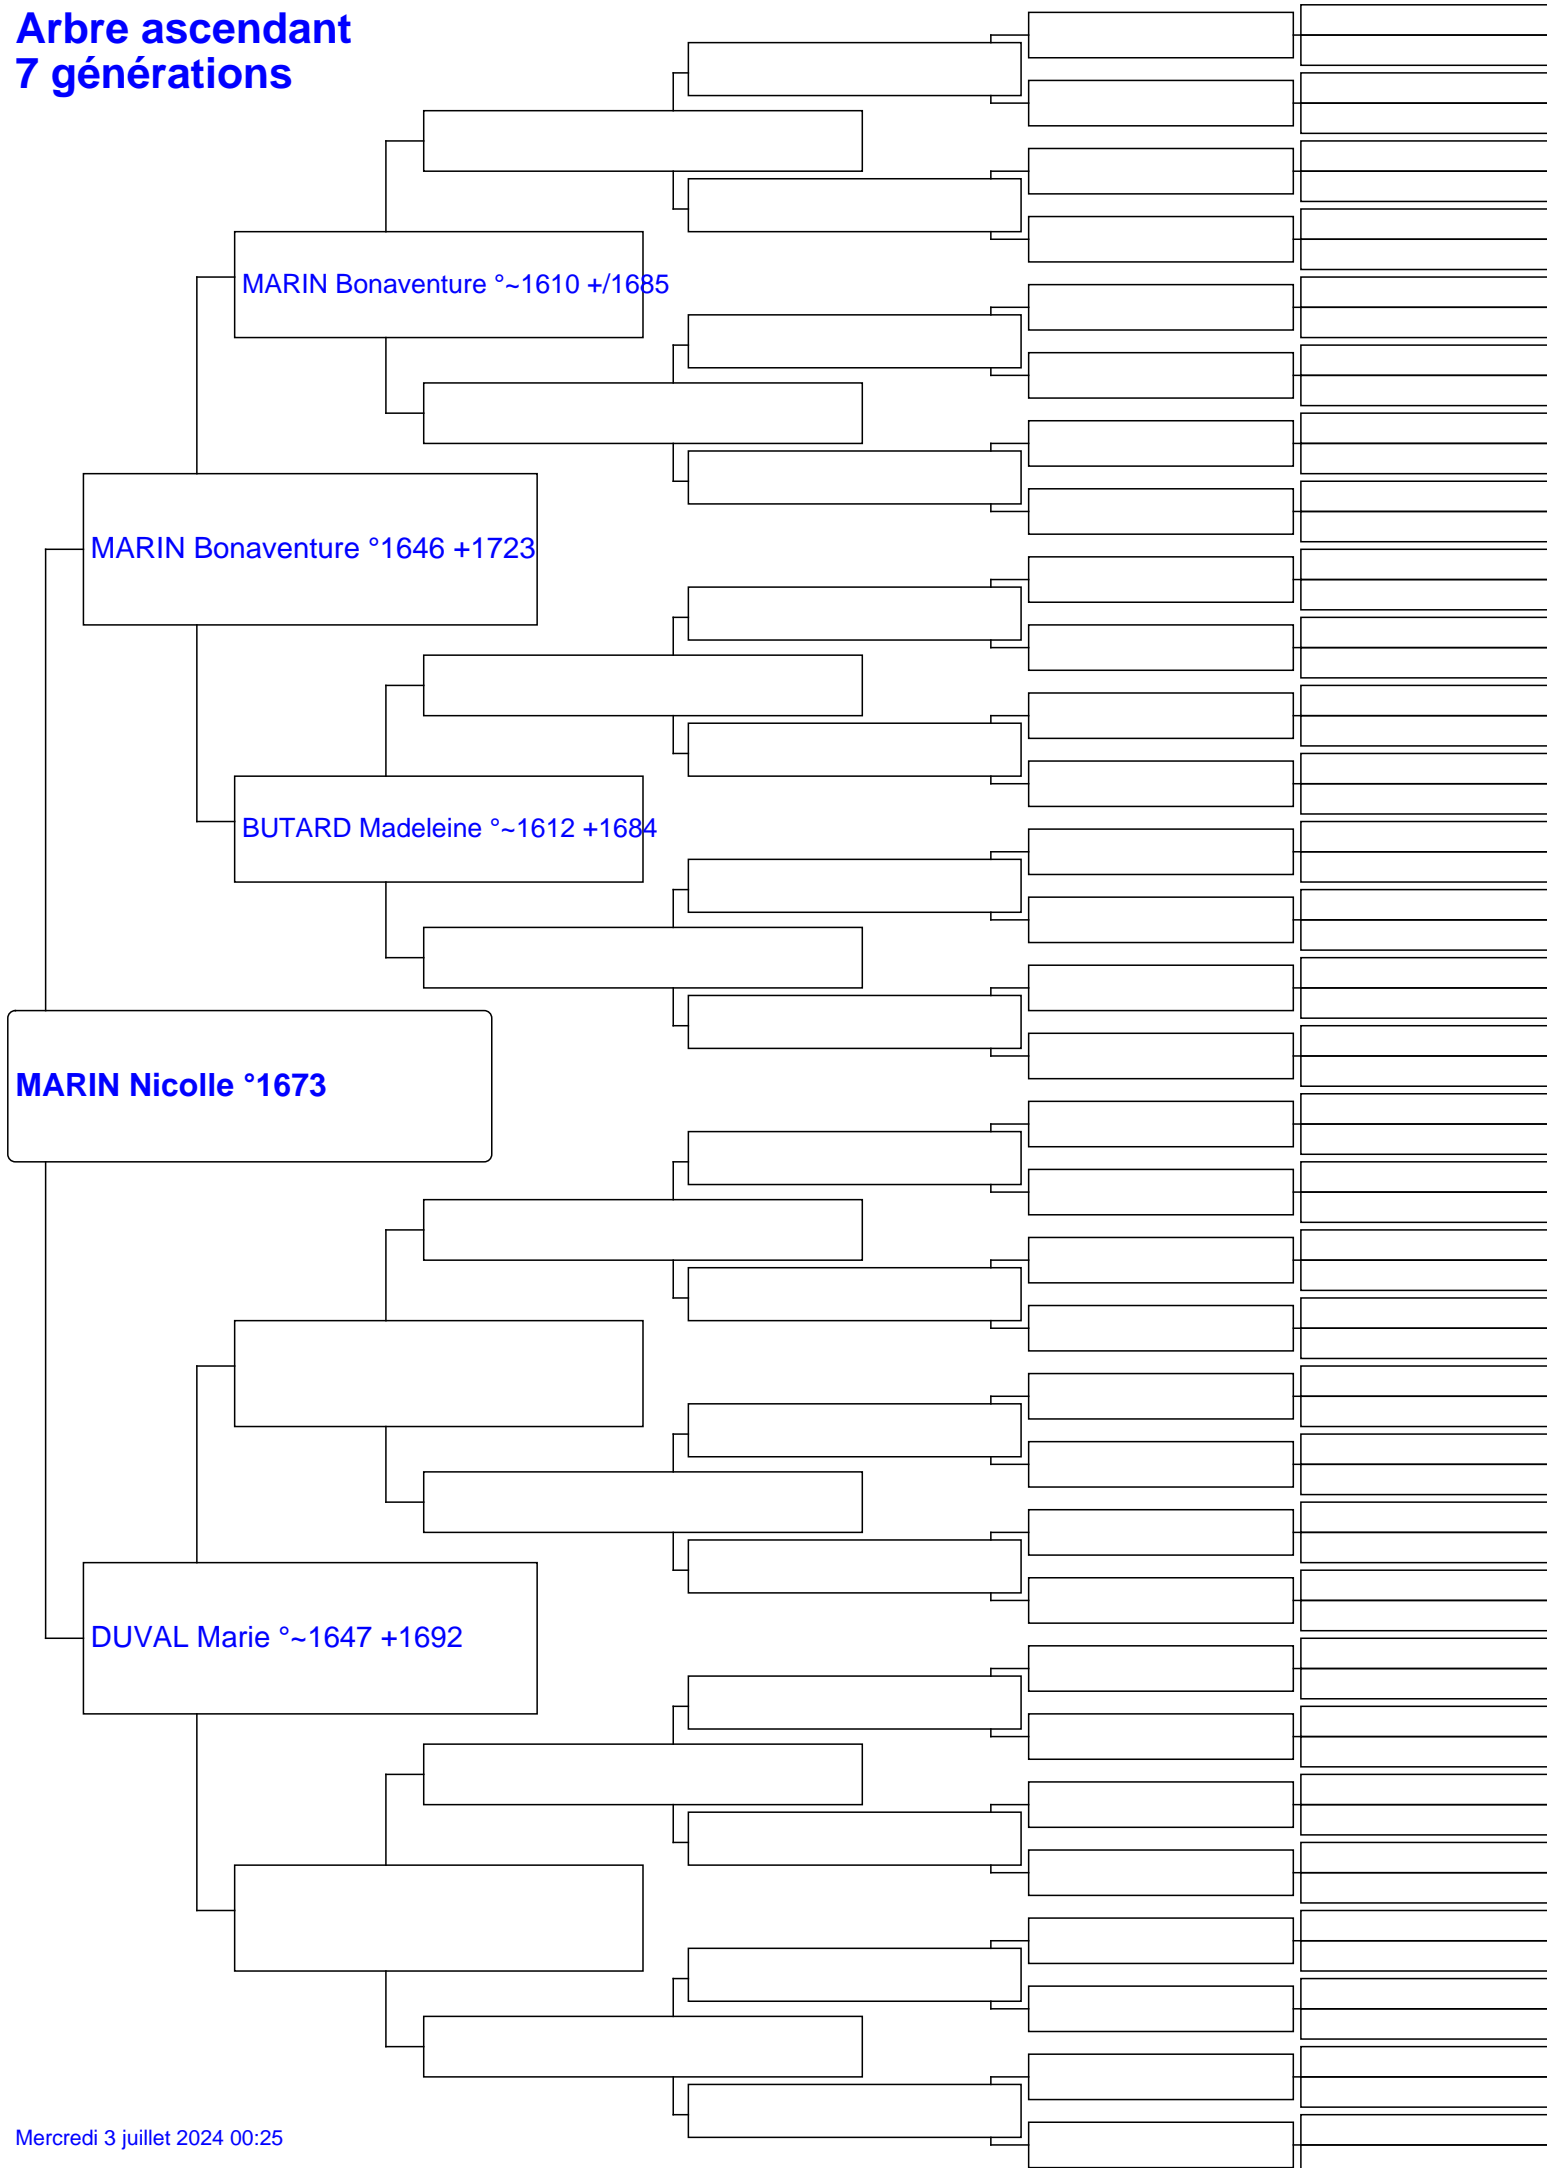 Arbre ascendant
7 générations
MARIN Bonaventure °~1610 +/1685
MARIN Bonaventure °1646 +1723
BUTARD Madeleine °~1612 +1684
MARIN Nicolle °1673
DUVAL Marie °~1647 +1692
Mercredi 3 juillet 2024 00:25